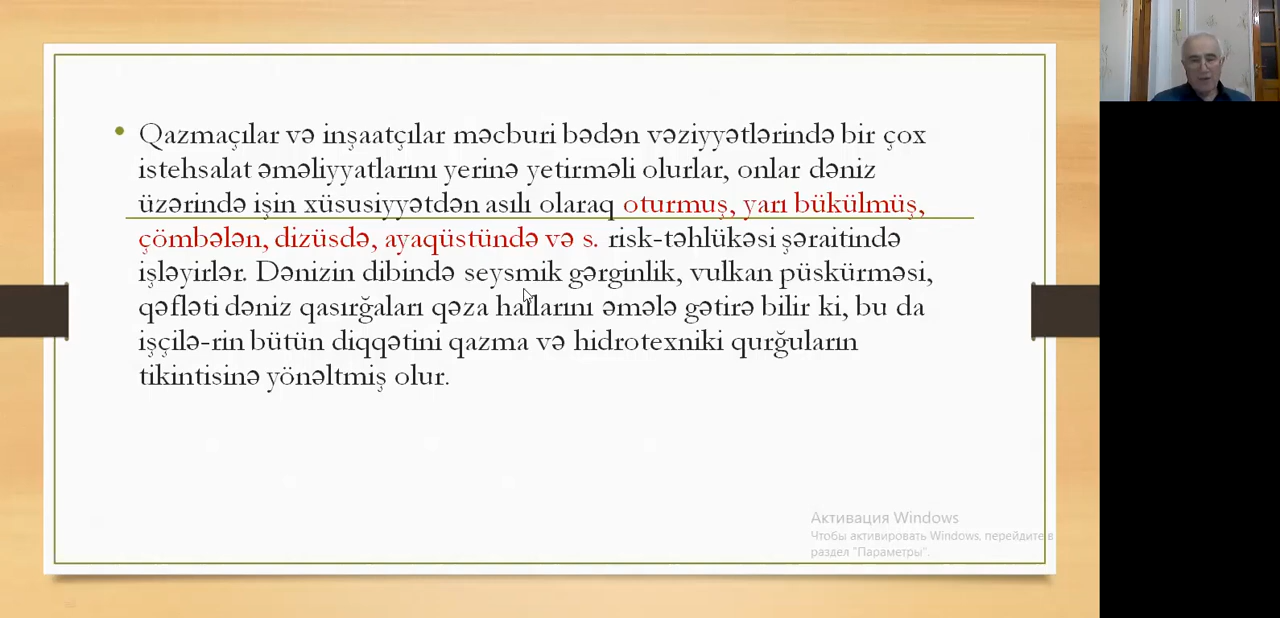 • Qazmaçılar və inşaatçılar məcburi bədən vəziyyətlərində bir çox
istehsalat əməliyyatlarını yerinə yetirməli olurlar, onlar dəniz
üzərində işin xüsusiyyətdən asılı olaraq oturmuş, yarı bükülmüş,
çömbələn, dizüsdə, ayaqüstündə və s. risk-təhlükəsi şəraitində
işləyirlər. Dənizin dibində seysmik gərginlik, vulkan püskürməsi,
qəfləti dəniz qasırğaları qəza hallarını əmələ gətirə bilir ki, bu da
işçilə-rin bütün diqqətini qazma və hidrotexniki qurğuların
tikintisinə yönəltmiş olur.
Активация Windows
Чтобы активировать Windows, перейдите в
раздел "Параметры".